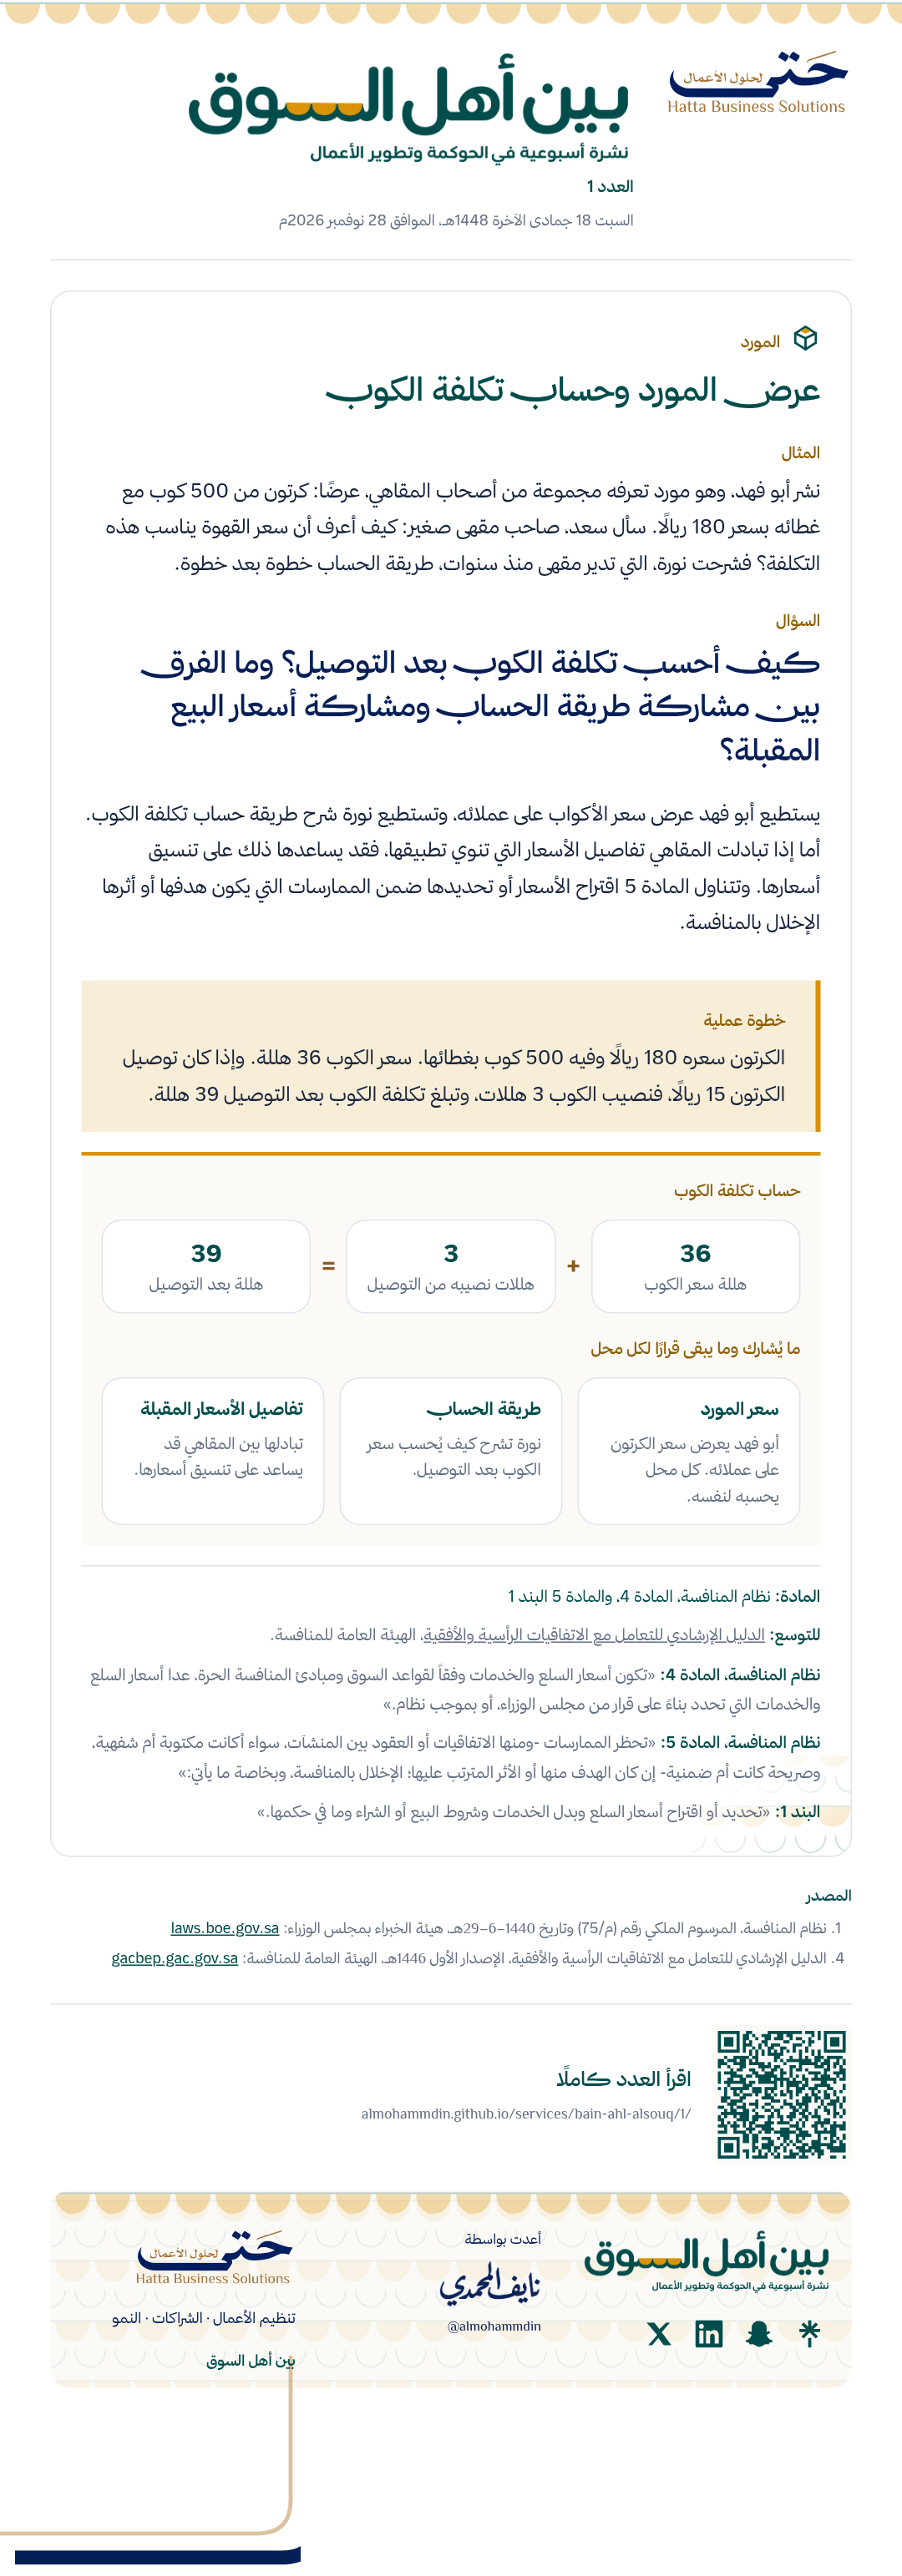 حَتى لحلول الأعمال
Hatta Business Solutions
بين أهل السوق
نشرة أسبوعية في الحوكمة وتطوير الأعمال
العدد 1
السبت 18 جمادى الآخرة 1448هـ، الموافق 28 نوفمبر 2026م
المورد
عرض المورد وحساب تكلفة الكوب
المثال
نشر أبو فهد، وهو مورد تعرفه مجموعة من أصحاب المقاهي، عرضًا: كرتون من 500 كوب مع
غطائه بسعر 180 ريالًا. سأل سعد، صاحب مقهى صغير: كيف أعرف أن سعر القهوة يناسب هذه
التكلفة؟ فشرحت نورة، التي تدير مقهى منذ سنوات، طريقة الحساب خطوة بعد خطوة.
السؤال
كيف أحسب تكلفة الكوب بعد التوصيل؟ وما الفرق
بين مشاركة طريقة الحساب ومشاركة أسعار البيع
المقبلة؟
يستطيع أبو فهد عرض سعر الأكواب على عملائه، وتستطيع نورة شرح طريقة حساب تكلفة الكوب.
أما إذا تبادلت المقاهي تفاصيل الأسعار التي تنوي تطبيقها، فقد يساعدها ذلك على تنسيق
أسعارها. وتتناول المادة 5 اقتراح الأسعار أو تحديدها ضمن الممارسات التي يكون هدفها أو أثرها
الإخلال بالمنافسة.
خطوة عملية
الكرتون سعره 180 ريالًا وفيه 500 كوب بغطائها. سعر الكوب 36 هللة. وإذا كان توصيل
الكرتون 15 ريالًا، فنصيب الكوب 3 هللات، وتبلغ تكلفة الكوب بعد التوصيل 39 هللة.
حساب تكلفة الكوب
36 + 3 = 39
هللة سعر الكوب
هللات نصيبه من التوصيل
هللة بعد التوصيل
ما يُشارك وما يبقى قرارًا لكل محل
سعر المورد
أبو فهد يعرض سعر الكرتون
على عملائه. كل محل
يحسبه لنفسه.
طريقة الحساب
نورة تشرح كيف يُحسب سعر
الكوب بعد التوصيل.
تفاصيل الأسعار المقبلة
تبادلها بين المقاهي قد
يساعد على تنسيق أسعارها.
المادة: نظام المنافسة، المادة 4، والمادة 5 البند 1
للتوسع: الدليل الإرشادي للتعامل مع الاتفاقيات الرأسية والأفقية، الهيئة العامة للمنافسة.
نظام المنافسة، المادة 4: «تكون أسعار السلع والخدمات وفقاً لقواعد السوق ومبادئ المنافسة الحرة، عدا أسعار السلع
والخدمات التي تحدد بناءً على قرار من مجلس الوزراء، أو بموجب نظام.»
نظام المنافسة، المادة 5: «تحظر الممارسات -ومنها الاتفاقيات أو العقود بين المنشآت، سواء أكانت مكتوبة أم شفهية،
وصريحة كانت أم ضمنية- إن كان الهدف منها أو الأثر المترتب عليها؛ الإخلال بالمنافسة، وبخاصة ما يأتي:»
البند 1: «تحديد أو اقتراح أسعار السلع وبدل الخدمات وشروط البيع أو الشراء وما في حكمها.»
المصدر
1. نظام المنافسة، المرسوم الملكي رقم (م/75) وتاريخ 29–6–1440هـ، هيئة الخبراء بمجلس الوزراء: laws.boe.gov.sa
4. الدليل الإرشادي للتعامل مع الاتفاقيات الرأسية والأفقية، الإصدار الأول 1446هـ، الهيئة العامة للمنافسة: gacbep.gac.gov.sa
اقرأ العدد كاملًا
almohammdin.github.io/services/bain-ahl-alsouq/1/
بين أهل السوق
نشرة أسبوعية في الحوكمة وتطوير الأعمال
أعدت بواسطة
نايف المحمدي
@almohammdin
حَتى لحلول الأعمال
Hatta Business Solutions
تنظيم الأعمال · الشراكات · النمو
بين أهل السوق